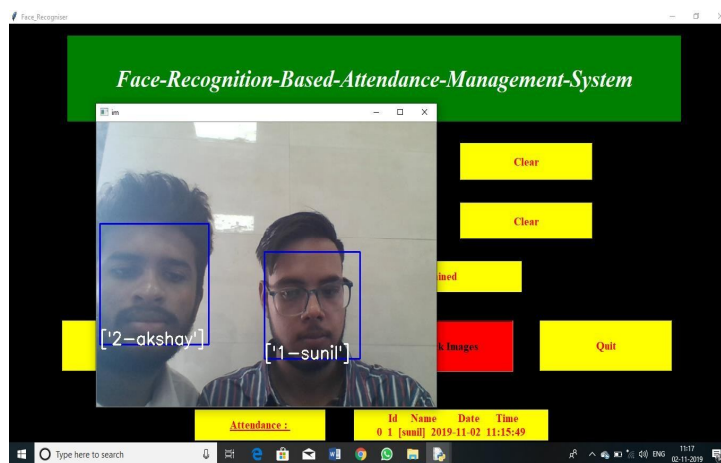 Face_Recogniser
Face-Recognition-Based-Attendance-Management-System
im
Clear
Clear
['2-akshay']
['1-sunil']
Images
Quit
Attendance :
Id Name Date Time
0 1 [sunil] 2019-11-02 11:15:49
Type here to search
ENG
11:17
02-11-2019